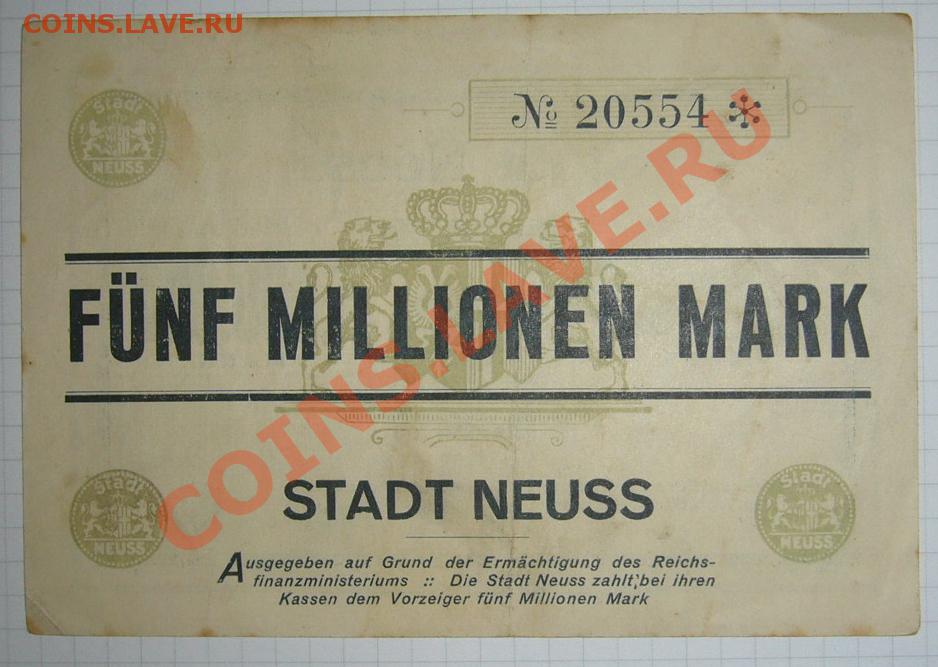 COINS.LAVE.RU
Stadt
NEUSS
№ 20554 *
FÜNF MILLIONEN MARK
COINS.LAVE.RU
STADT NEUSS
Stadt
NEUSS
Stadt
NEUSS
Ausgegeben auf Grund der Ermächtigung des Reichs-
finanzministeriums :: Die Stadt Neuss zahlt bei ihren
Kassen dem Vorzeiger fünf Millionen Mark